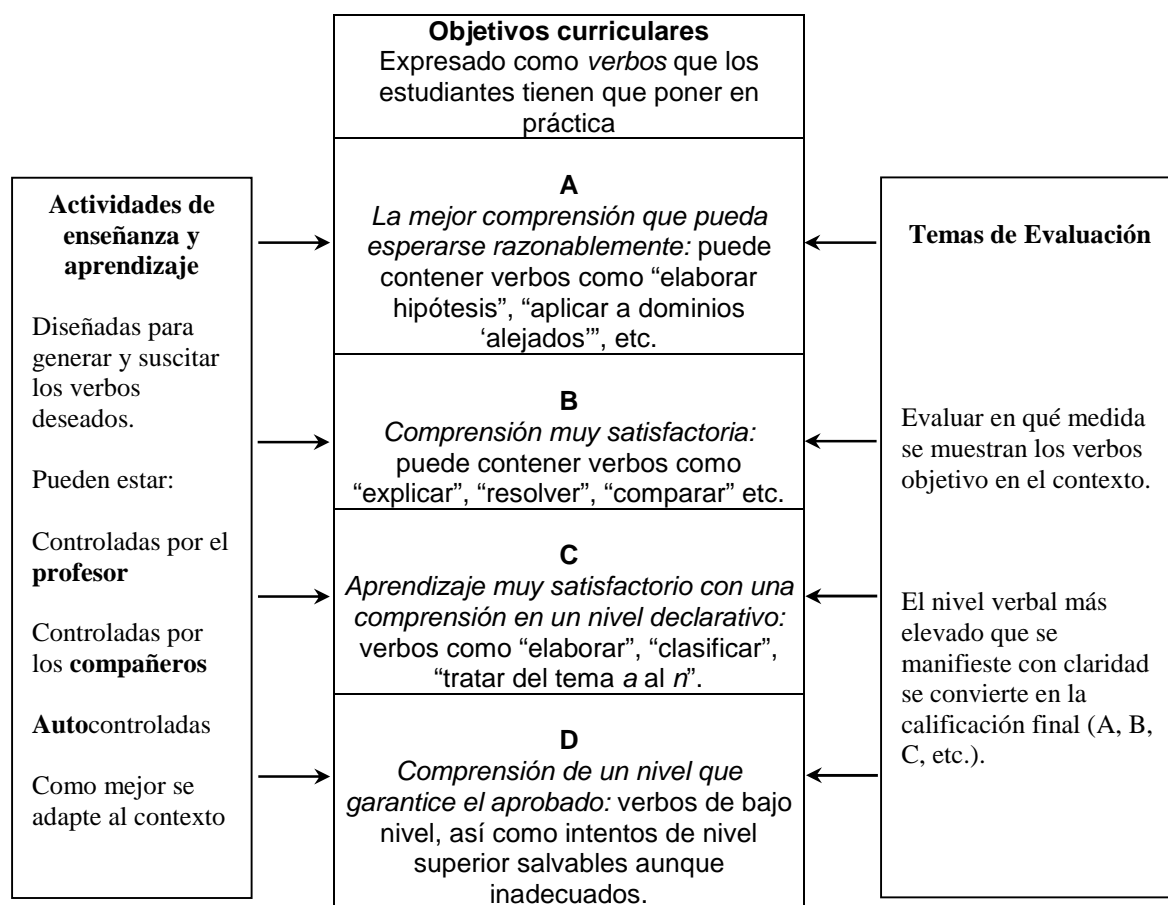 Objetivos curriculares
Expresado como verbos que los
estudiantes tienen que poner en
práctica
Actividades de
enseñanza y
aprendizaje
Diseñadas para
generar y suscitar
los verbos
deseados.
Pueden estar:
Controladas por el
profesor
Controladas por
los compañeros
Autocontroladas
Como mejor se
adapte al contexto
A
La mejor comprensión que pueda
esperarse razonablemente: puede
contener verbos como “elaborar
hipótesis”, “aplicar a dominios
‘alejados’”, etc.
B
Comprensión muy satisfactoria:
puede contener verbos como
“explicar”, “resolver”, “comparar” etc.
C
Aprendizaje muy satisfactorio con una
comprensión en un nivel declarativo:
verbos como “elaborar”, “clasificar”,
“tratar del tema a al n”.
D
Comprensión de un nivel que
garantice el aprobado: verbos de bajo
nivel, así como intentos de nivel
superior salvables aunque
inadecuados.
Temas de Evaluación
Evaluar en qué medida
se muestran los verbos
objetivo en el contexto.
El nivel verbal más
elevado que se
manifieste con claridad
se convierte en la
calificación final (A, B,
C, etc.).